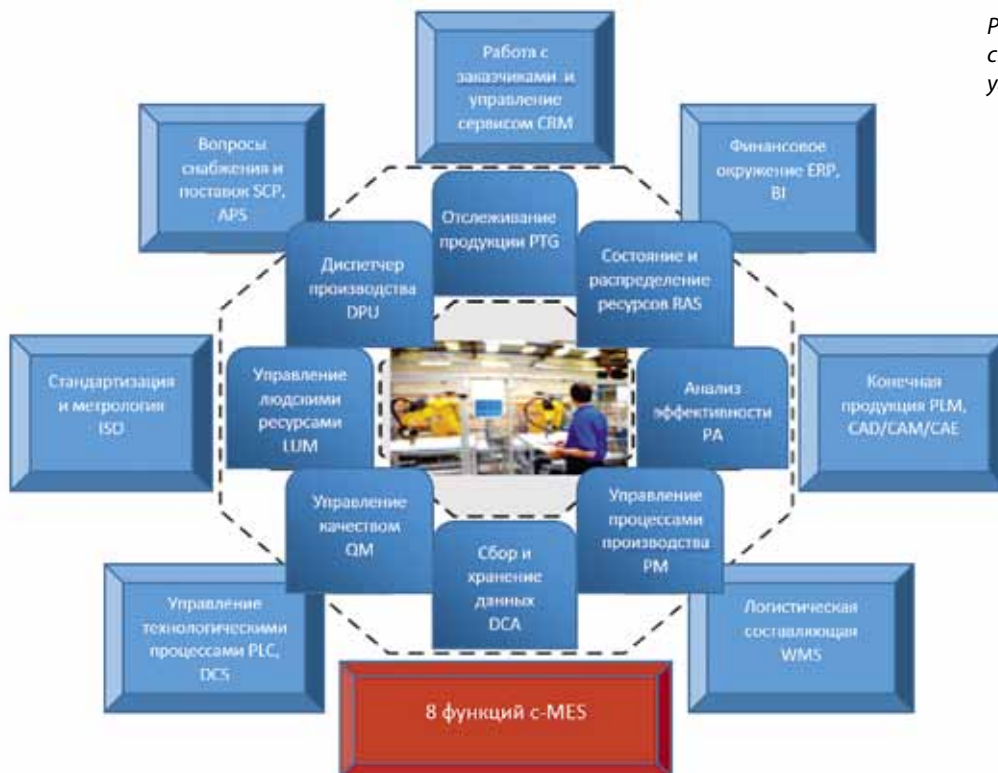 Работа с
заказчиками и
управление
сервисом CRM
Вопросы
снабжения и
поставок SCP,
APS
Финансовое
окружение ERP,
BI
Отслеживание
продукции PTG
Диспетчер
производства
DPU
Состояние и
распределение
ресурсов RAS
Стандартизация
и метрология
ISO
Управление
людскими
ресурсами
LUM
Анализ
эффективности
PA
Конечная
продукция PLM,
CAD/CAM/CAE
Управление
качеством
QM
Сбор и
хранение
данных
DCA
Управление
процессами
производства
PM
Управление
технологическими
процессами PLC,
DCS
Логистическая
составляющая
WMS
8 функций с-MES